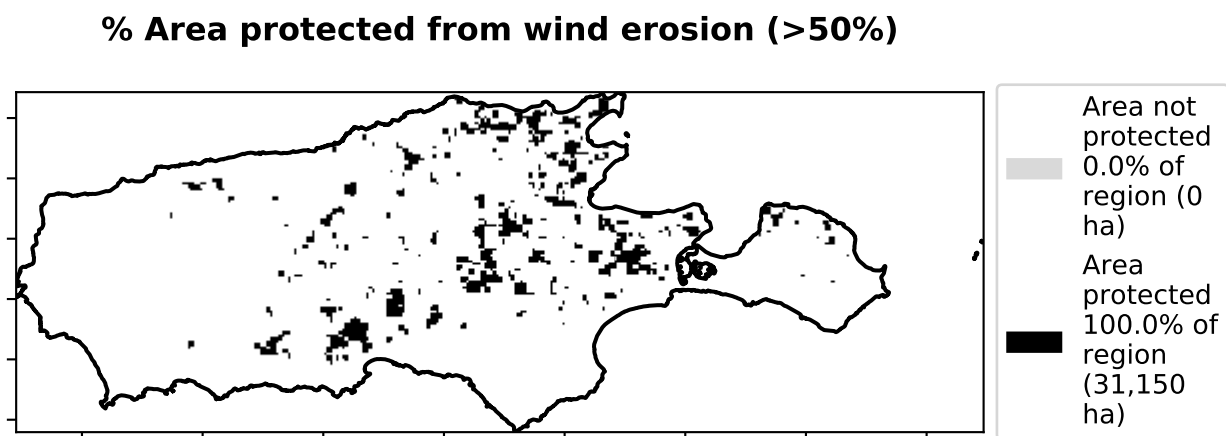 % Area protected from wind erosion (>50%)
Area not
protected
0.0% of
region (0
ha)
Area
protected
100.0% of
region
(31,150
ha)